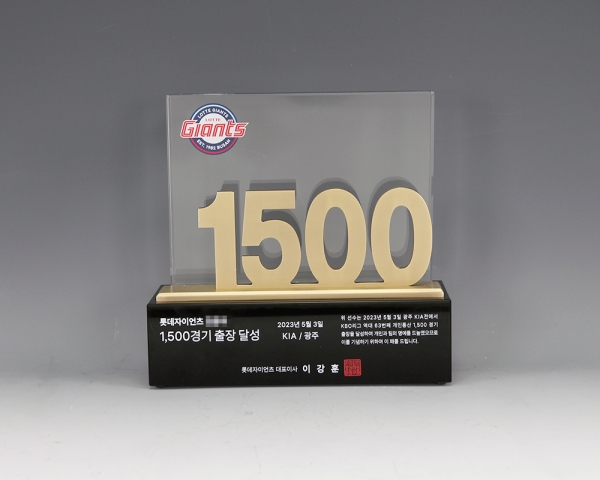 LOTTE GIANTS
LOTTE
Giants
EST. 1982 BUSAN
1500
롯데자이언츠
1,500경기 출장 달성
2023년 5월 3일
KIA / 광주
위 선수는 2023년 5월 3일 광주 KIA전에서
KBO리그 역대 63번째 개인통산 1,500 경기
출장을 달성하여 개인과 팀의 명예를 드높였으므로
이를 기념하기 위하여 이 패를 드립니다.
롯데자이언츠 대표이사 이 강 훈